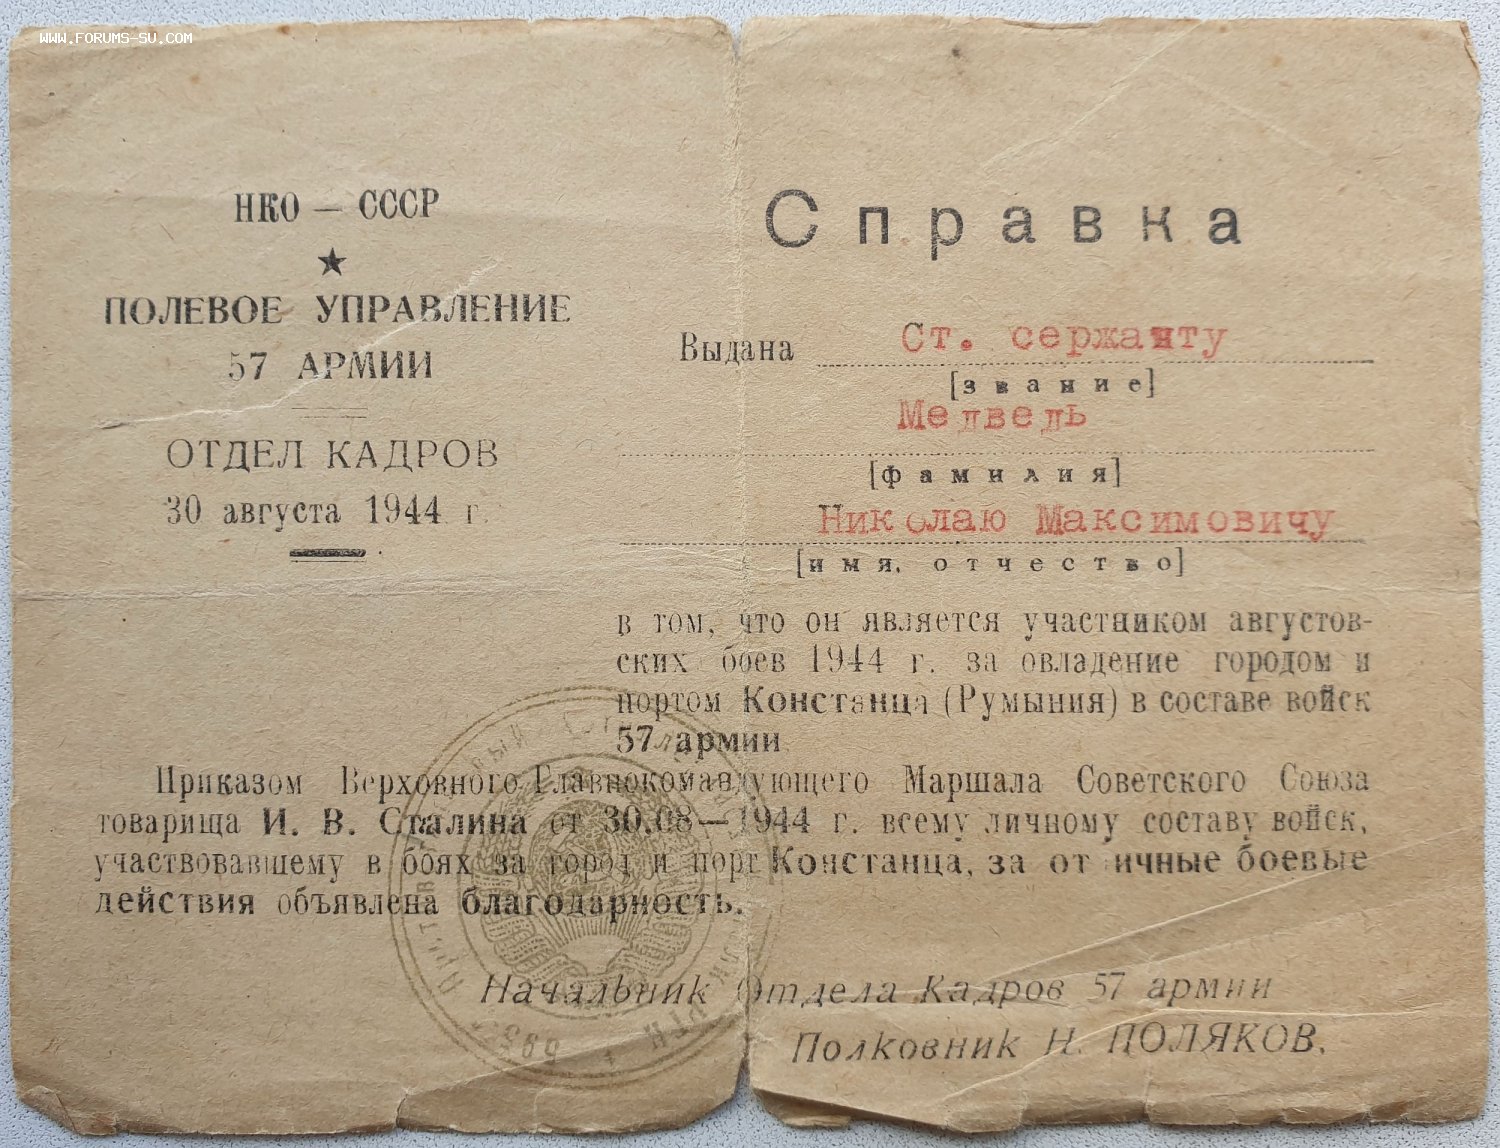 WWW.FORUMS-SU.COM
НКО — СССР
★
ПОЛЕВОЕ УПРАВЛЕНИЕ
57 АРМИИ
ОТДЕЛ КАДРОВ
30 августа 1944 г.
Справка
Выдана Ст. сержанту
[звание]
Медведь
[фамилия]
Николаю Максимовичу
[имя, отчество]
в том, что он является участником августов-
ских боев 1944 г. за овладение городом и
портом Констанца (Румыния) в составе войск
57 армии
Приказом Верховного Главнокомандующего Маршала Советского Союза
товарища И. В. Сталина от 30.08—1944 г. всему личному составу войск,
участвовавшему в боях за город и порт Констанца, за от ичные боевые
действия объявлена благодарность.
Начальник Отдела Кадров 57 армии
Полковник Н. ПОЛЯКОВ.